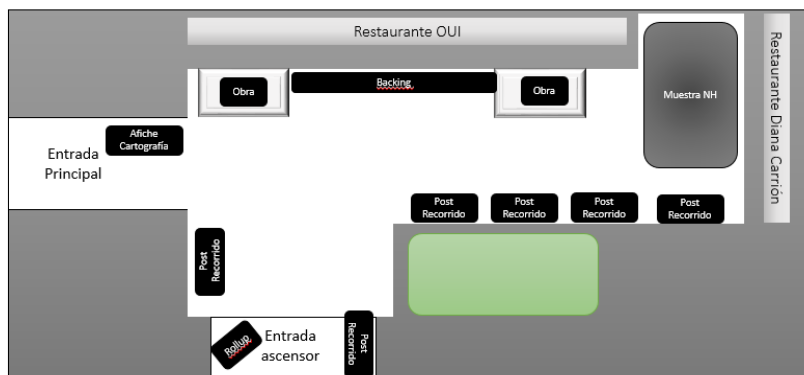 Restaurante OUI
Obra
Backing
Obra
Muestra NH
Restaurante Diana Carrión
Afiche
Cartografía
Entrada
Principal
Post
Recorrido
Post
Recorrido
Post
Recorrido
Post
Recorrido
Post
Recorrido
Rollup
Entrada
ascensor
Post
Recorrido